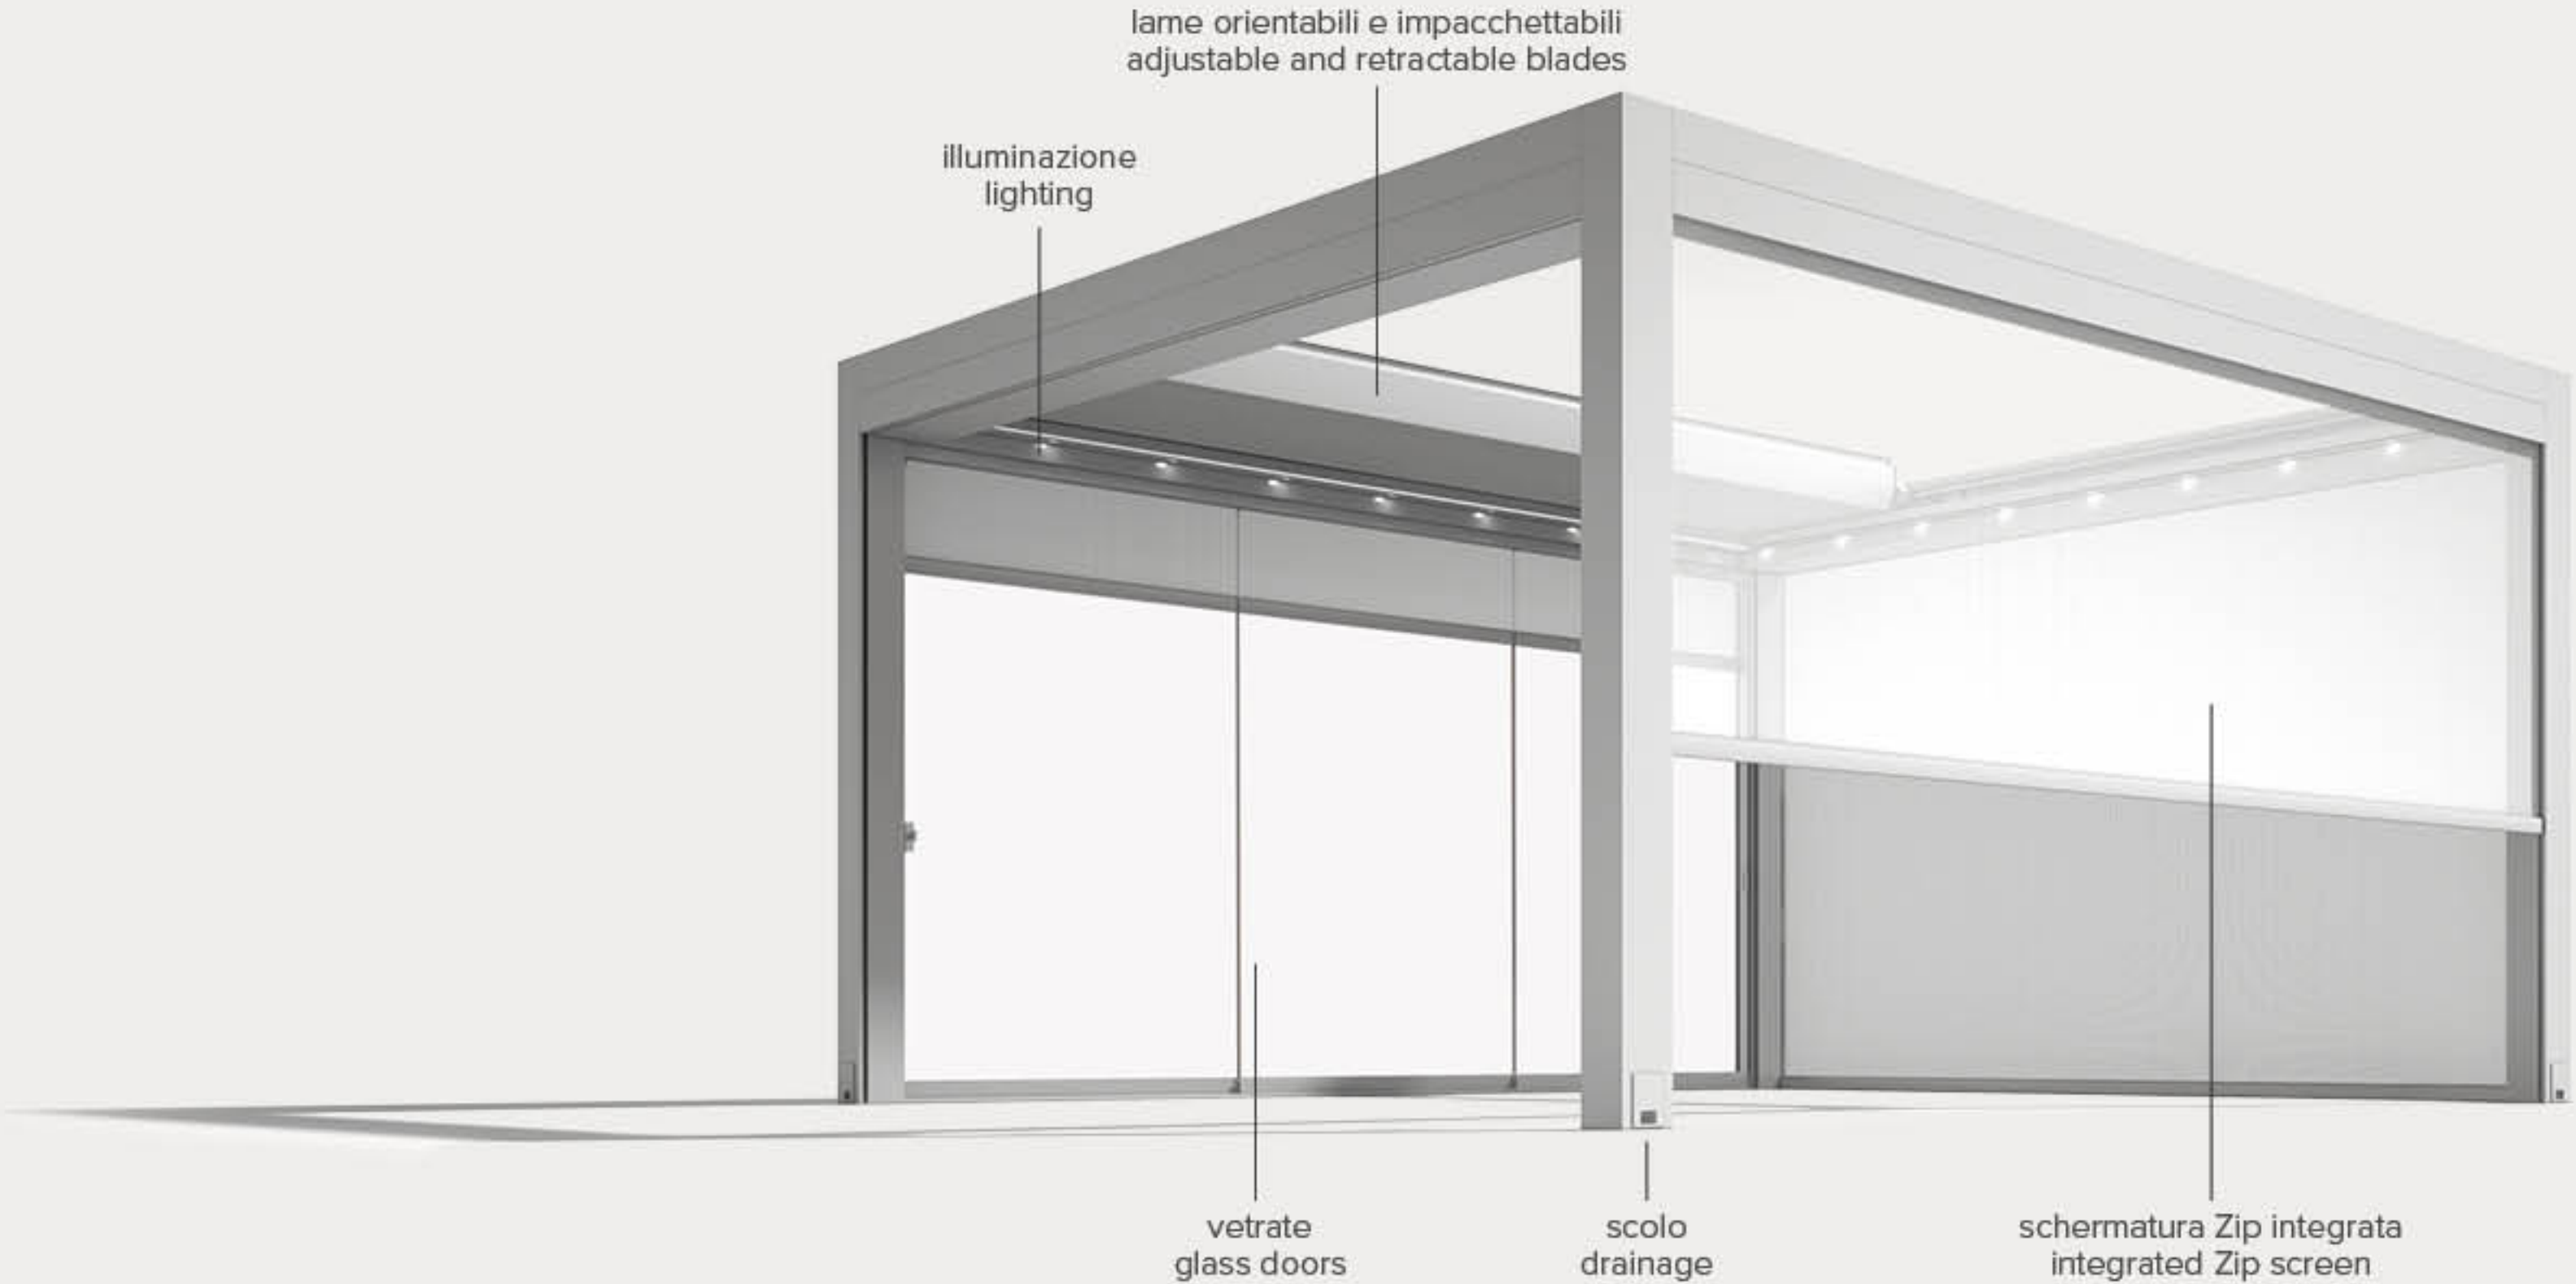 lame orientabili e impacchettabili
adjustable and retractable blades
illuminazione
lighting
vetrate
glass doors
scolo
drainage
schermatura Zip integrata
integrated Zip screen